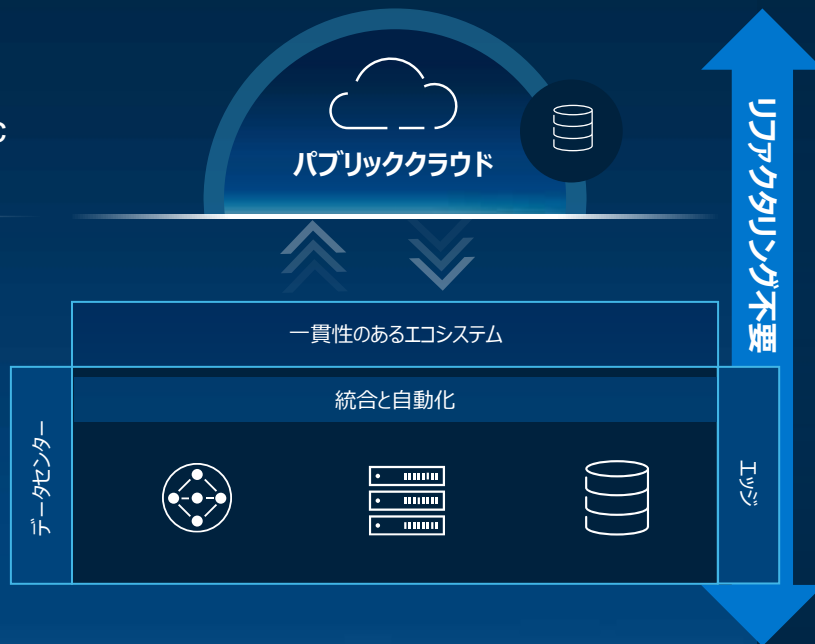 c
パブリッククラウド
リファクタリング不要
一貫性のあるエコシステム
統合と自動化
データセンター
エッジ